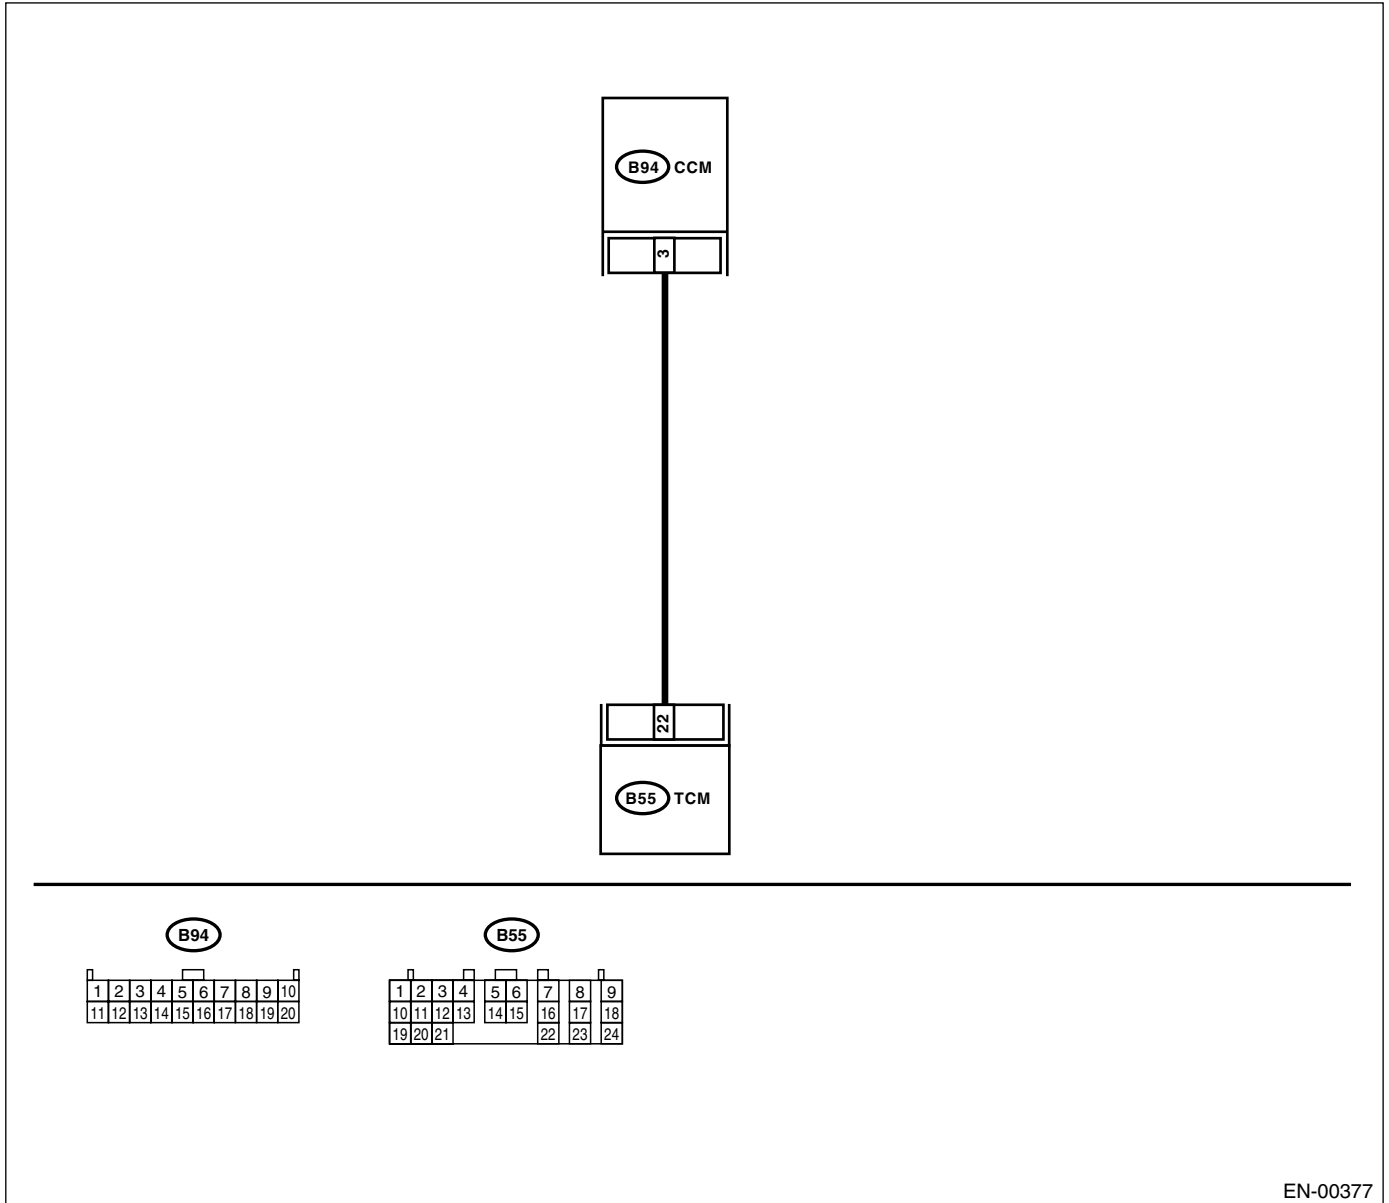 B94 CCM
3
22
B55 TCM
B94
B55
1 2 3 4 5 6 7 8 9 10
11 12 13 14 15 16 17 18 19 20
1 2 3 4 5 6 7 8 9
10 11 12 13 14 15 16 17 18
19 20 21 22 23 24
EN-00377